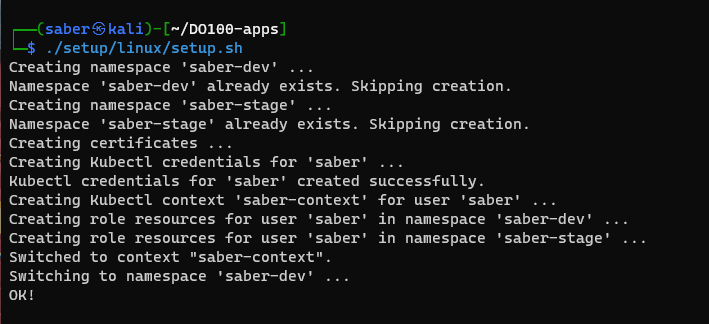 (saber㉿kali)-[~/DO100-apps]
$ ./setup/linux/setup.sh
Creating namespace 'saber-dev' ...
Namespace 'saber-dev' already exists. Skipping creation.
Creating namespace 'saber-stage' ...
Namespace 'saber-stage' already exists. Skipping creation.
Creating certificates ...
Creating Kubectl credentials for 'saber' ...
Kubectl credentials for 'saber' created successfully.
Creating Kubectl context 'saber-context' for user 'saber' ...
Creating role resources for user 'saber' in namespace 'saber-dev' ...
Creating role resources for user 'saber' in namespace 'saber-stage' ...
Switched to context "saber-context".
Switching to namespace 'saber-dev' ...
OK!